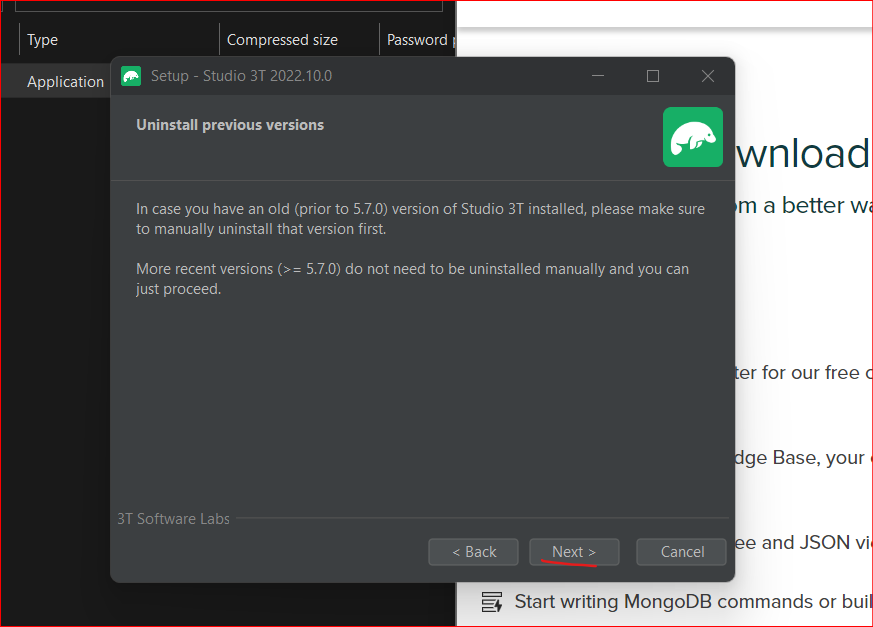 Type
Compressed size
Password
Application
Setup - Studio 3T 2022.10.0
Uninstall previous versions
In case you have an old (prior to 5.7.0) version of Studio 3T installed, please make sure
to manually uninstall that version first.
More recent versions (>= 5.7.0) do not need to be uninstalled manually and you can
just proceed.
3T Software Labs
< Back
Next >
Cancel
wnload
om a better
ter for our free
dge Base, your
ee and JSON
Start writing MongoDB commands or